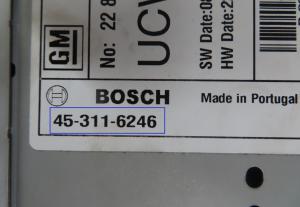 GM
No: 22 8
UCV
SW Date:0
HW Date:2
BOSCH
Made in Portugal
45-311-6246